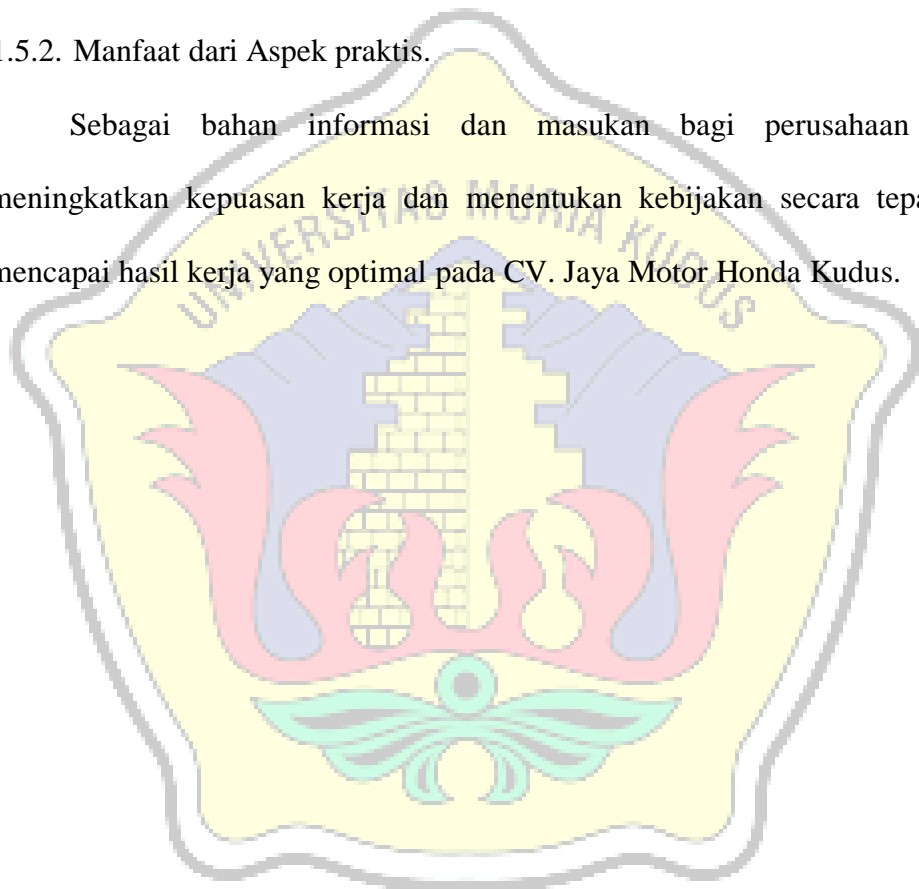 1.5.2. Manfaat dari Aspek praktis.
Sebagai bahan informasi dan masukan bagi perusahaan
meningkatkan kepuasan kerja dan menentukan kebijakan secara
mencapai hasil kerja yang optimal pada CV. Jaya Motor Honda Kudus.
UNIVERSITAS MURIA KUDUS